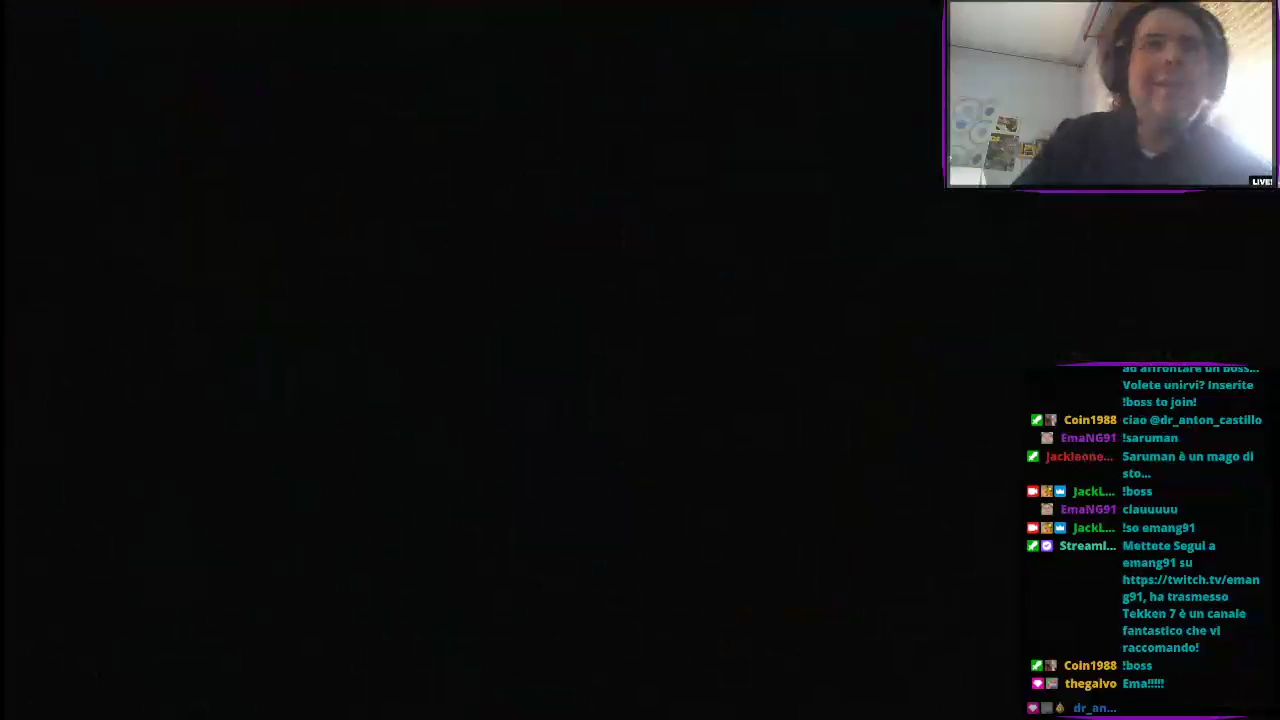 LIVE!
ad affrontare un boss...
Volete unirvi? Inserite
!boss to join!
Coin1988 ciao @dr_anton_castillo
EmaNG91 !saruman
Jackleone... Saruman è un mago di
sto...
JackL... !boss
EmaNG91 clauuuuu
JackL... !so emang91
Streaml... Mettete Segui a
emang91 su
https://twitch.tv/eman
g91, ha trasmesso
Tekken 7 è un canale
fantastico che vi
raccomando!
Coin1988 !boss
thegalvo Ema!!!!!
dr_an...